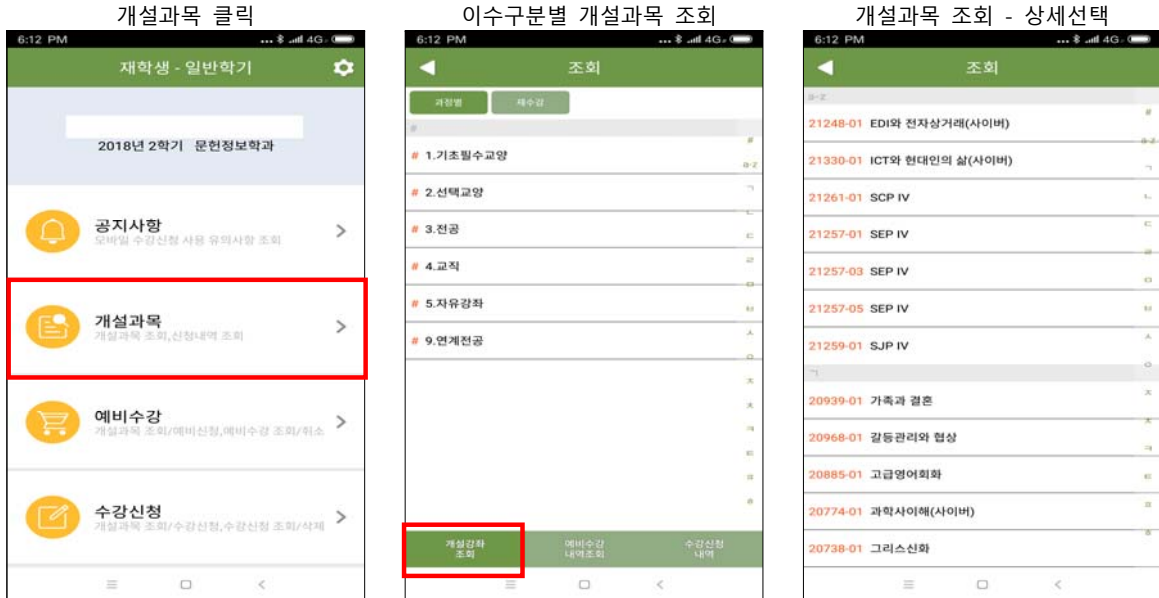 개설과목 클릭
6:12 PM
4G
재학생 - 일반학기
2018년 2학기 문헌정보학과
공지사항
모바일 수강신청 사용 유의사항 조회
개설과목
개설과목 조회,신청내역 조회
예비수강
개설과목 조회/예비신청,예비수강 조회/취소
수강신청
개설과목 조회/수강신청,수강신청 조회/삭제
이수구분별 개설과목 조회
6:12 PM
4G
조회
과정별 재수강
#
# 1.기초필수교양
# 2.선택교양
# 3.전공
# 4.교직
# 5.자유강좌
# 9.연계전공
#
a-z
ㄱ
ㄴ
ㄷ
ㄹ
ㅁ
ㅂ
ㅅ
ㅇ
ㅈ
ㅊ
ㅋ
ㅌ
ㅍ
ㅎ
개설강좌
조회
예비수강
내역조회
수강신청
내역
개설과목 조회 - 상세선택
6:12 PM
4G
조회
a-z
21248-01 EDI와 전자상거래(사이버)
21330-01 ICT와 현대인의 삶(사이버)
21261-01 SCP IV
21257-01 SEP IV
21257-03 SEP IV
21257-05 SEP IV
21259-01 SJP IV
ㄱ
20939-01 가족과 결혼
20968-01 갈등관리와 협상
20885-01 고급영어회화
20774-01 과학사이해(사이버)
20738-01 그리스신화
#
a-z
ㄱ
ㄴ
ㄷ
ㄹ
ㅁ
ㅂ
ㅅ
ㅇ
ㅈ
ㅊ
ㅋ
ㅌ
ㅍ
ㅎ